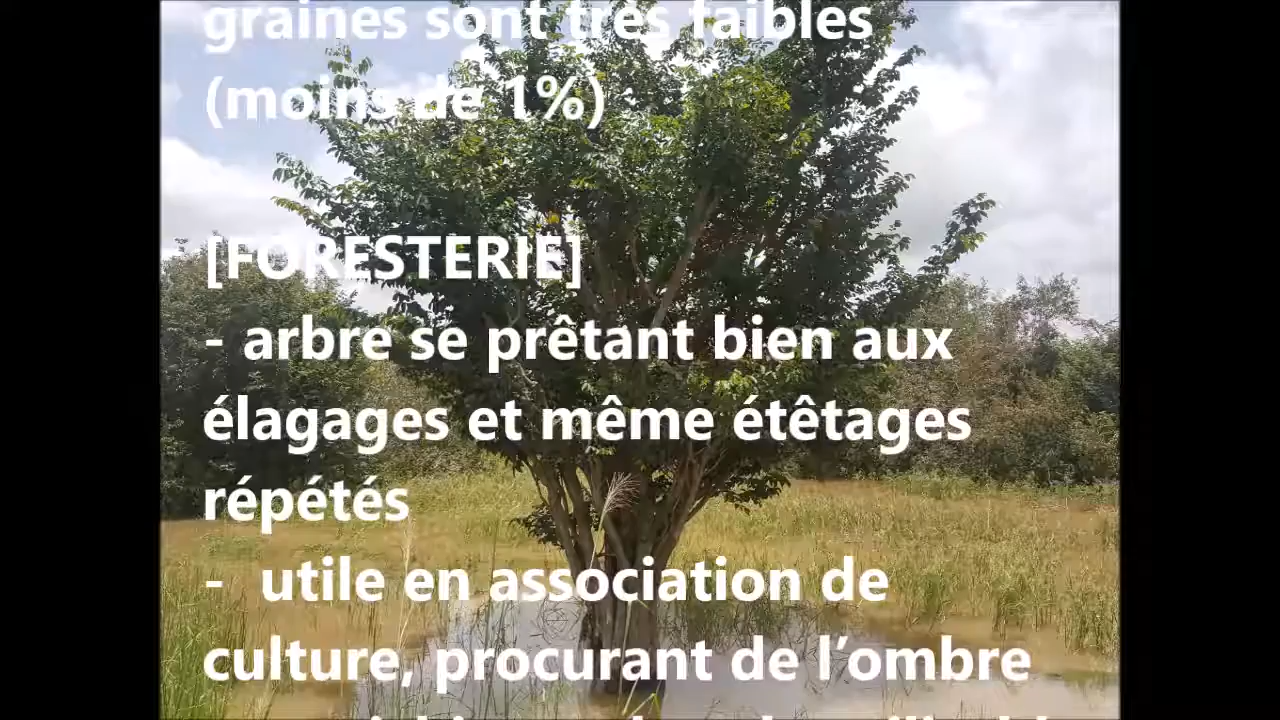 graines sont très faibles
(moins de 1%)
[FORESTERIE]
- arbre se prêtant bien aux
élagages et même étêtages
répétés
-  utile en association de
culture, procurant de l’ombre